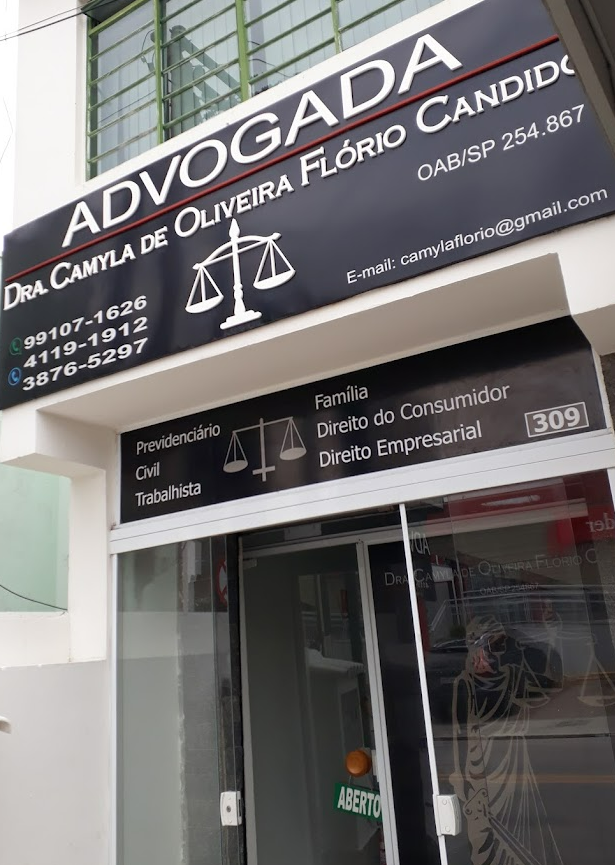 ADVOGADA
DRA. CAMYLA DE OLIVEIRA FLÓRIO CANDIDO
OAB/SP 254.867
E-mail: camylaflorio@gmail.com
99107-1626
4119-1912
3876-5297
Previdenciário
Civil
Trabalhista
Família
Direito do Consumidor
Direito Empresarial
309
DRA. CAMYLA DE OLIVEIRA FLÓRIO C
ABERTO